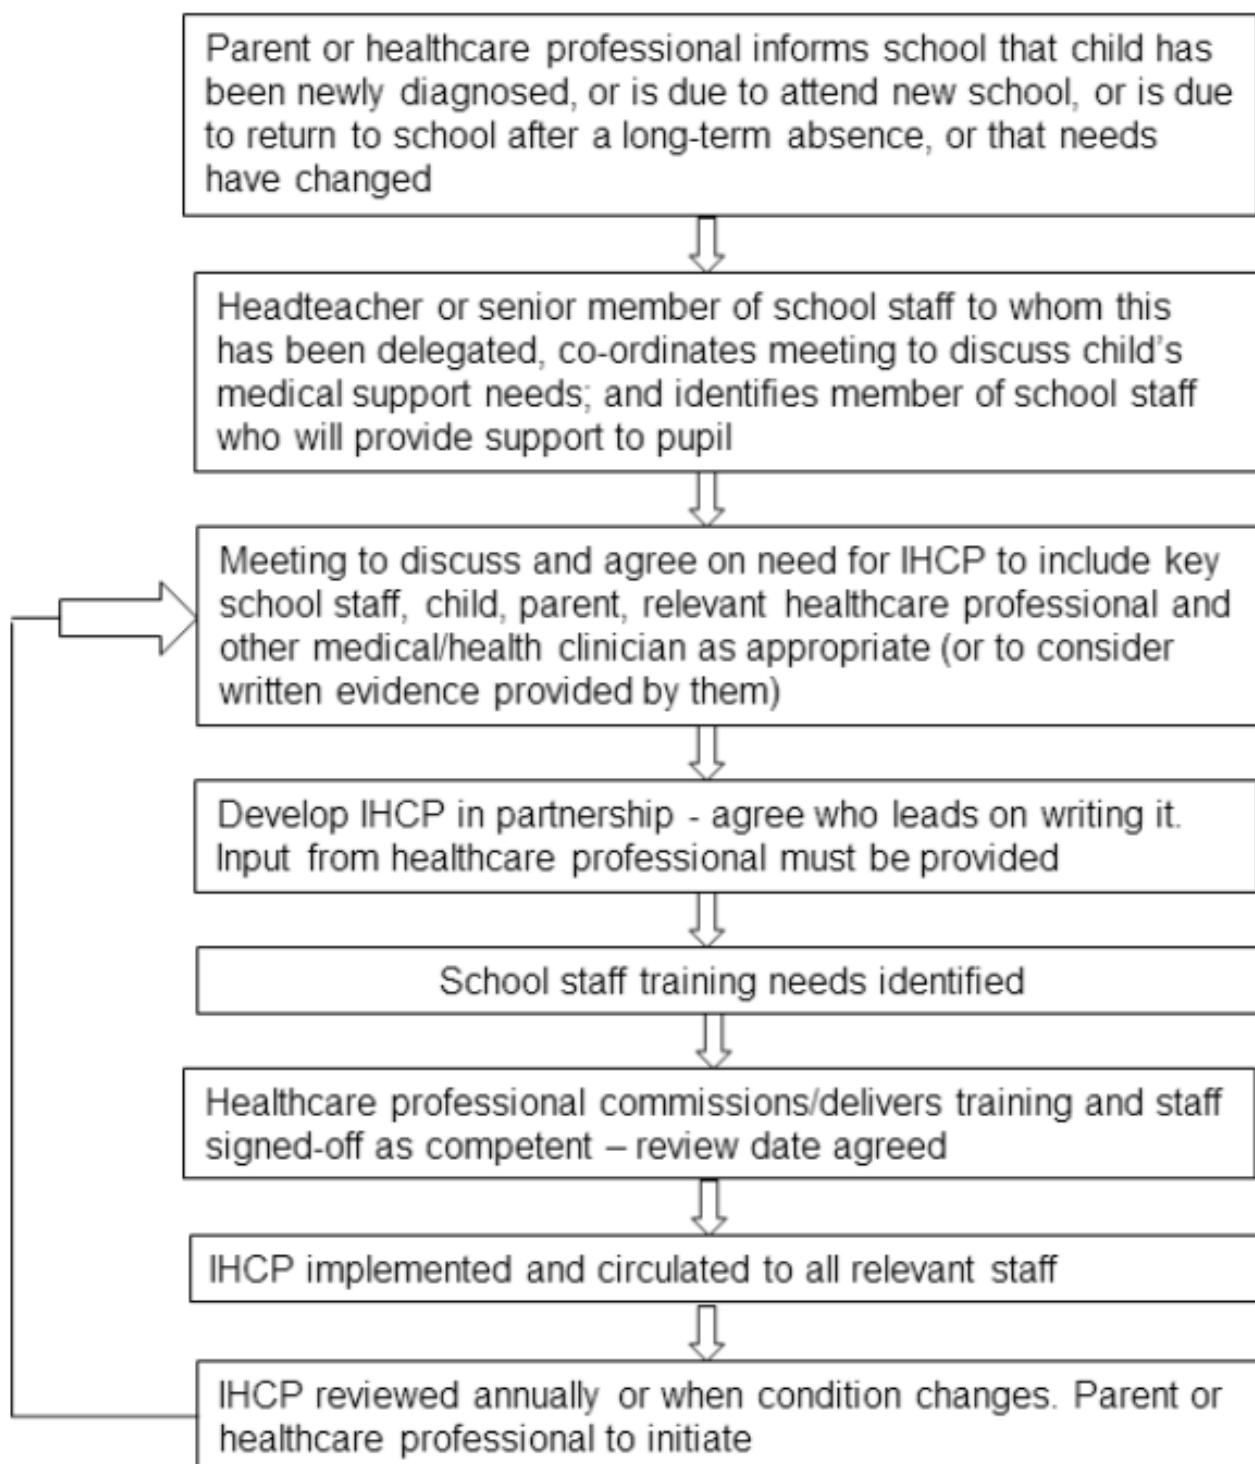 Parent or healthcare professional informs school that child has
been newly diagnosed, or is due to attend new school, or is due
to return to school after a long-term absence, or that needs
have changed
Headteacher or senior member of school staff to whom this
has been delegated, co-ordinates meeting to discuss child's
medical support needs; and identifies member of school staff
who will provide support to pupil
Meeting to discuss and agree on need for IHCP to include key
school staff, child, parent, relevant healthcare professional and
other medical/health clinician as appropriate (or to consider
written evidence provided by them)
Develop IHCP in partnership - agree who leads on writing it.
Input from healthcare professional must be provided
School staff training needs identified
Healthcare professional commissions/delivers training and staff
signed-off as competent – review date agreed
IHCP implemented and circulated to all relevant staff
IHCP reviewed annually or when condition changes. Parent or
healthcare professional to initiate